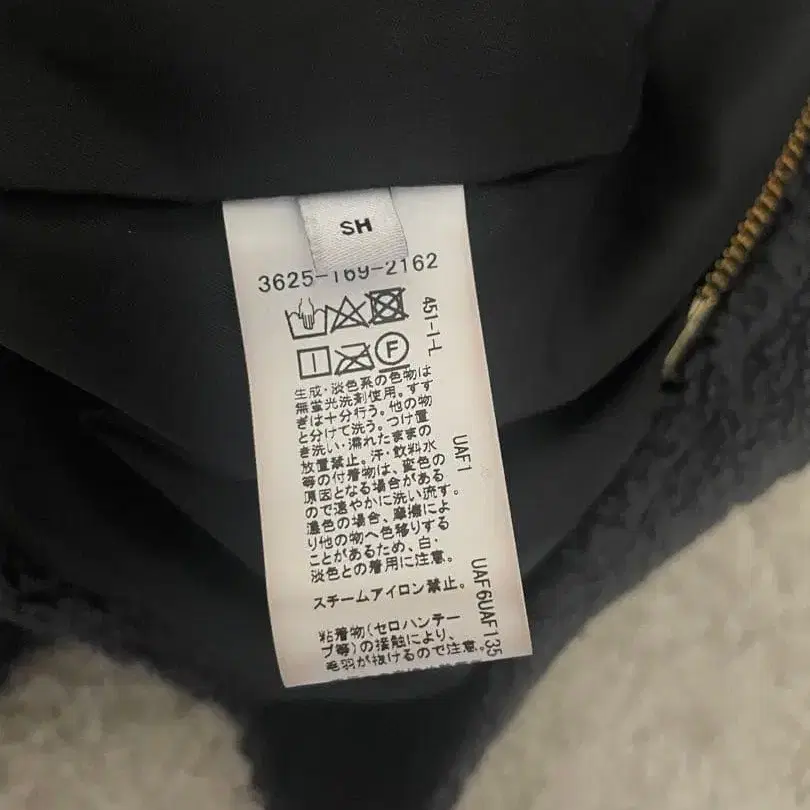 SH
3625-169-2162
F
451-1-L
生成・淡色系の色物は
無蛍光洗剤使用。すす
ぎは十分行う。他の物
と分けて洗う。つけ置
き洗い・濡れたままの
放置禁止。汗・飲料水
等の付着物は、変色の
原因となる場合がある
ので速やかに洗い流す。
濃色の場合、摩擦によ
り他の物へ色移りする
ことがあるため、白・
淡色との着用に注意。
スチームアイロン禁止。
粘着物(セロハンテー
プ等)の接触により、
毛羽が抜けるので注意。
UAF1
UAF6UAF135